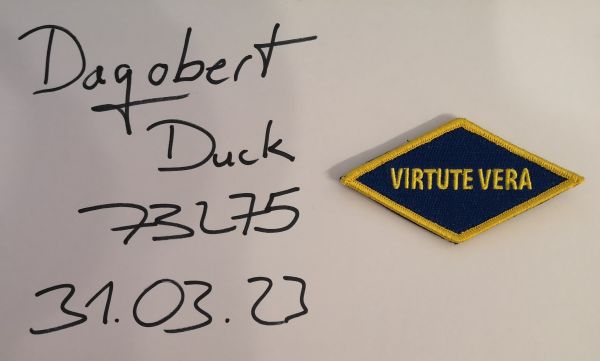 Dagobert
Duck
73275
31.03.23
VIRTUTE VERA